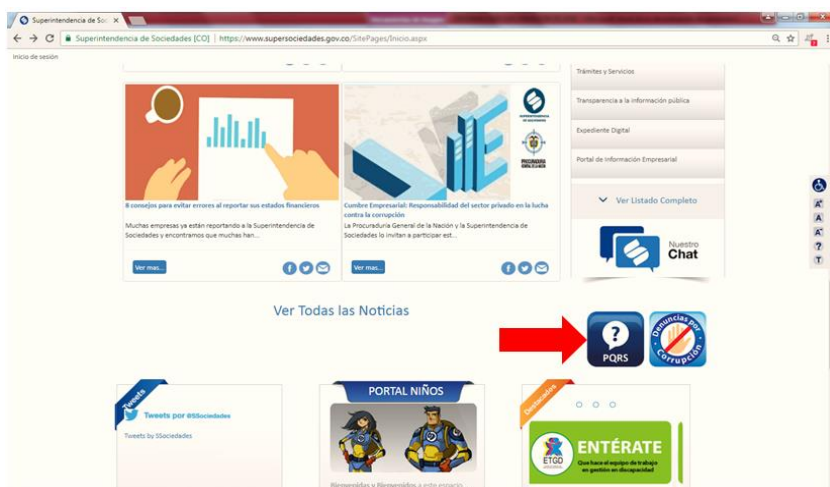 Superintendencia de Soc
Superintendencia de Sociedades [CO] | https://www.supersociedades.gov.co/SitePages/Inicio.aspx
Inicio de sesión
8 consejos para evitar errores al reportar sus estados financieros
Muchas empresas ya están reportando a la Superintendencia de
Sociedades y encontramos que muchas han...
Ver mas...
Cumbre Empresarial: Responsabilidad del sector privado en la lucha
contra la corrupción
La Procuraduría General de la Nación y la Superintendencia de
Sociedades lo invitan a participar est...
Ver mas...
Trámites y Servicios
Transparencia a la información pública
Expediente Digital
Portal de Información Empresarial
Ver Listado Completo
Nuestro
Chat
Ver Todas las Noticias
?
PQRS
Denuncias por
Corrupción
Tweets
Tweets por @SSociedades
Tweets by SSociedades
PORTAL NIÑOS
Bienvenidas y Bienvenidos a este espacio
Destacados
ETGD
ENTÉRATE
Que hace el equipo de trabajo
en gestión en discapacidad